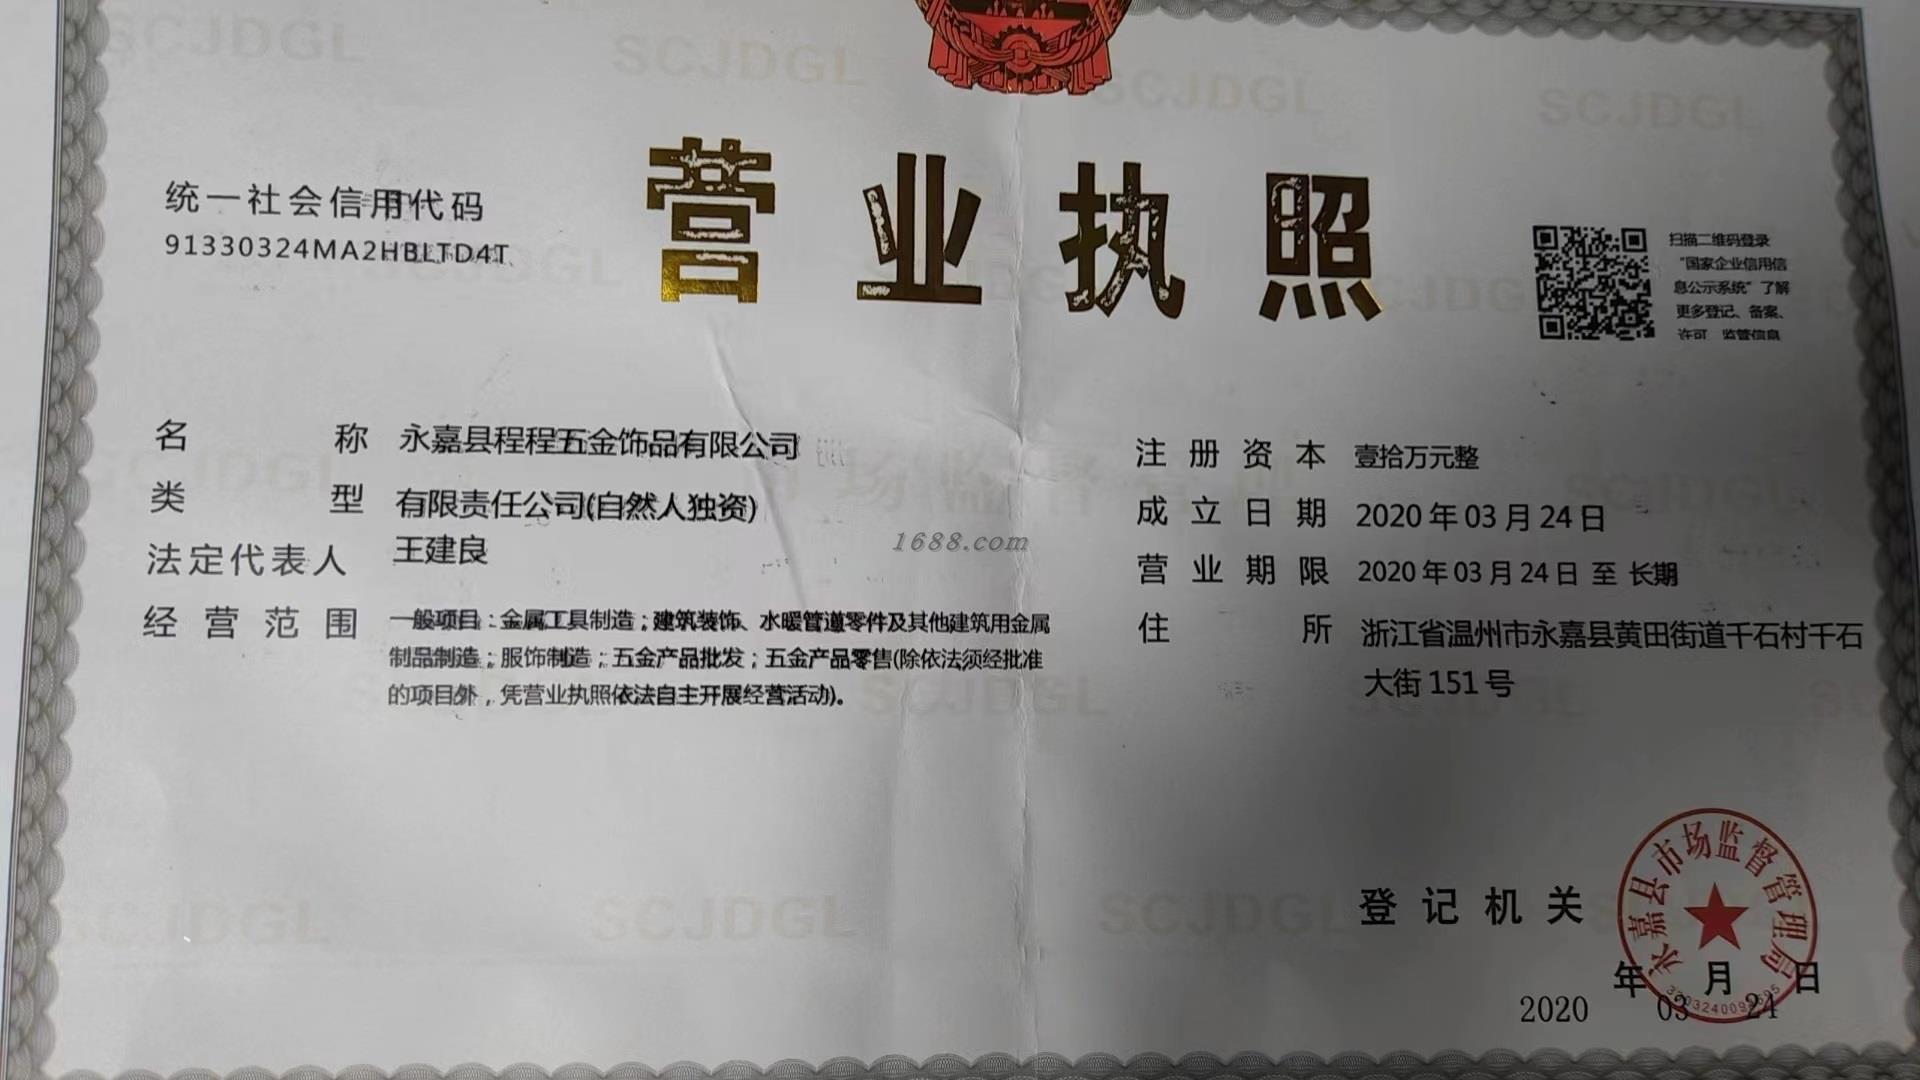 营业执照
统一社会信用代码
91330324MA2HBLTD4T
扫描二维码登录
“国家企业信用信
息公示系统”了解
更多登记、备案、
许可 监管信息
名称 永嘉县程程五金饰品有限公司
类型 有限责任公司(自然人独资)
法定代表人 王建良
经营范围 一般项目：金属工具制造；建筑装饰、水暖管道零件及其他建筑用金属
制品制造；服饰制造；五金产品批发；五金产品零售(除依法须经批准
的项目外，凭营业执照依法自主开展经营活动)。
注册资本 壹拾万元整
成立日期 2020年03月24日
营业期限 2020年03月24日至长期
住所 浙江省温州市永嘉县黄田街道千石村千石
大街151号
1688.com
登记机关
永嘉县市场监督管理局
年 月 日
2020 03 24
SCJDGL